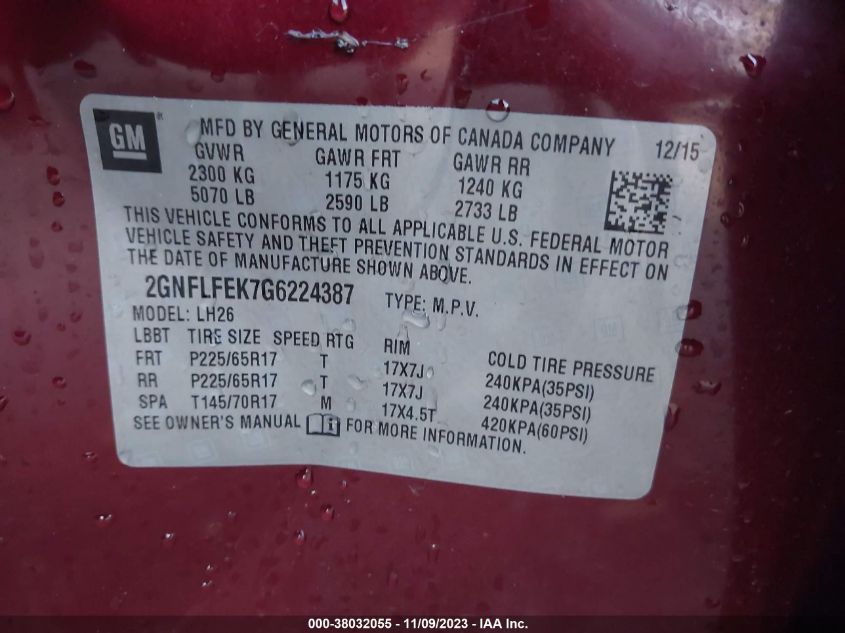 GM MFD BY GENERAL MOTORS OF CANADA COMPANY 12/15
GVWR GAWR FRT GAWR RR
2300 KG 1175 KG 1240 KG
5070 LB 2590 LB 2733 LB
THIS VEHICLE CONFORMS TO ALL APPLICABLE U.S. FEDERAL MOTOR
VEHICLE SAFETY AND THEFT PREVENTION STANDARDS IN EFFECT ON
THE DATE OF MANUFACTURE SHOWN ABOVE.
2GNFLFEK7G6224387 TYPE: M.P.V.
MODEL: LH26
LBBT TIRE SIZE SPEED RTG RIM COLD TIRE PRESSURE
FRT P225/65R17 T 17X7J 240KPA(35PSI)
RR P225/65R17 T 17X7J 240KPA(35PSI)
SPA T145/70R17 M 17X4.5T 420KPA(60PSI)
SEE OWNER'S MANUAL FOR MORE INFORMATION.
000-38032055 - 11/09/2023 - IAA Inc.